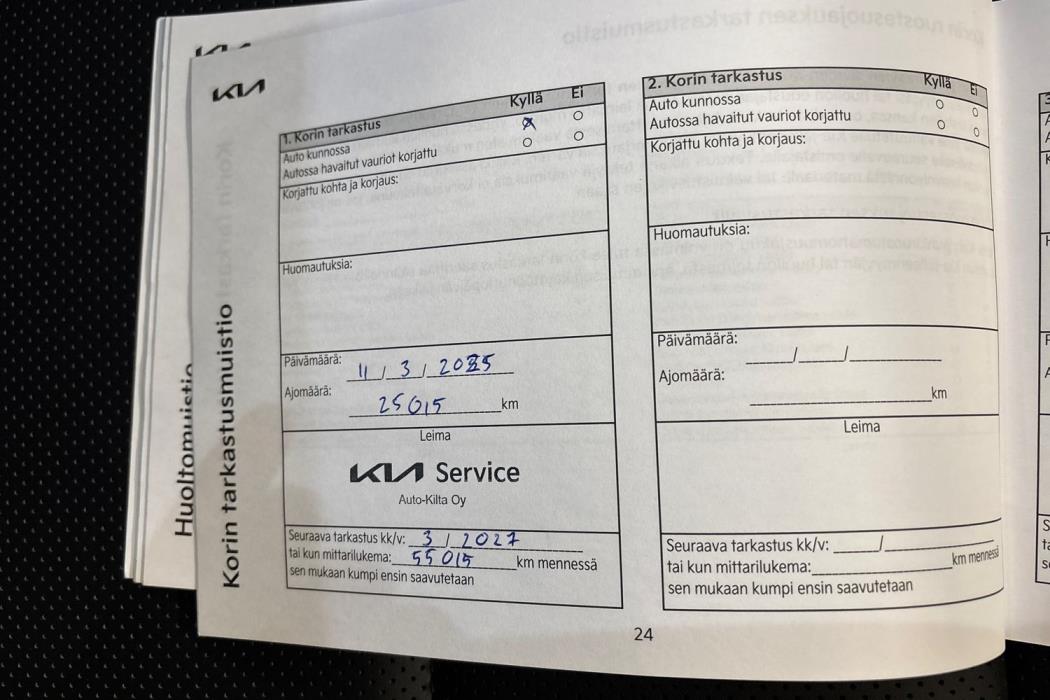 KIA
Huoltomuistio
Korin tarkastusmuistio
1. Korin tarkastus Kyllä Ei
Auto kunnossa
Autossa havaitut vauriot korjattu
Korjattu kohta ja korjaus:
Huomautuksia:
Päivämäärä: 11 / 3 / 2025
Ajomäärä: 25015 km
Leima
KIA Service
Auto-Kilta Oy
Seuraava tarkastus kk/v: 3 / 2027
tai kun mittarilukema: 55015 km mennessä
sen mukaan kumpi ensin saavutetaan
2. Korin tarkastus Kyllä Ei
Auto kunnossa
Autossa havaitut vauriot korjattu
Korjattu kohta ja korjaus:
Huomautuksia:
Päivämäärä: / /
Ajomäärä: km
Leima
Seuraava tarkastus kk/v: /
tai kun mittarilukema: km mennessä
sen mukaan kumpi ensin saavutetaan
24